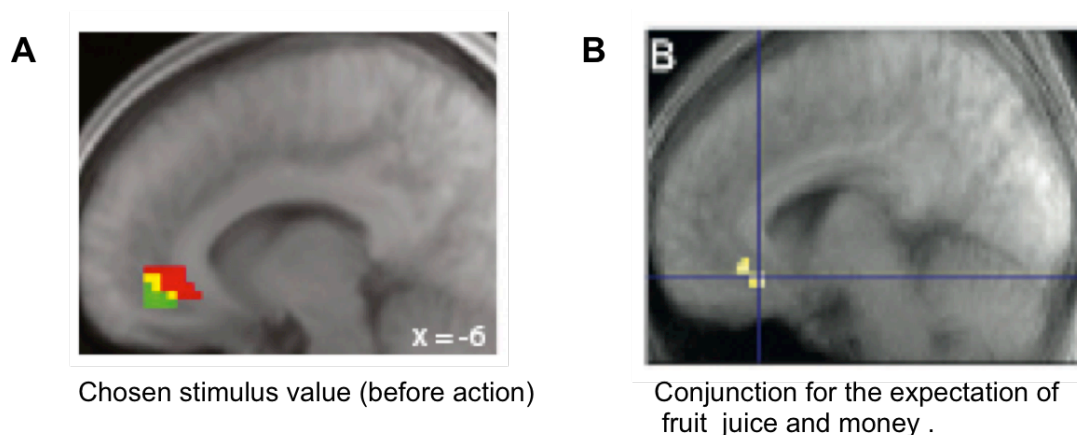 A
B
B
x = -6
Chosen stimulus value (before action)
Conjunction for the expectation of
fruit juice and money .